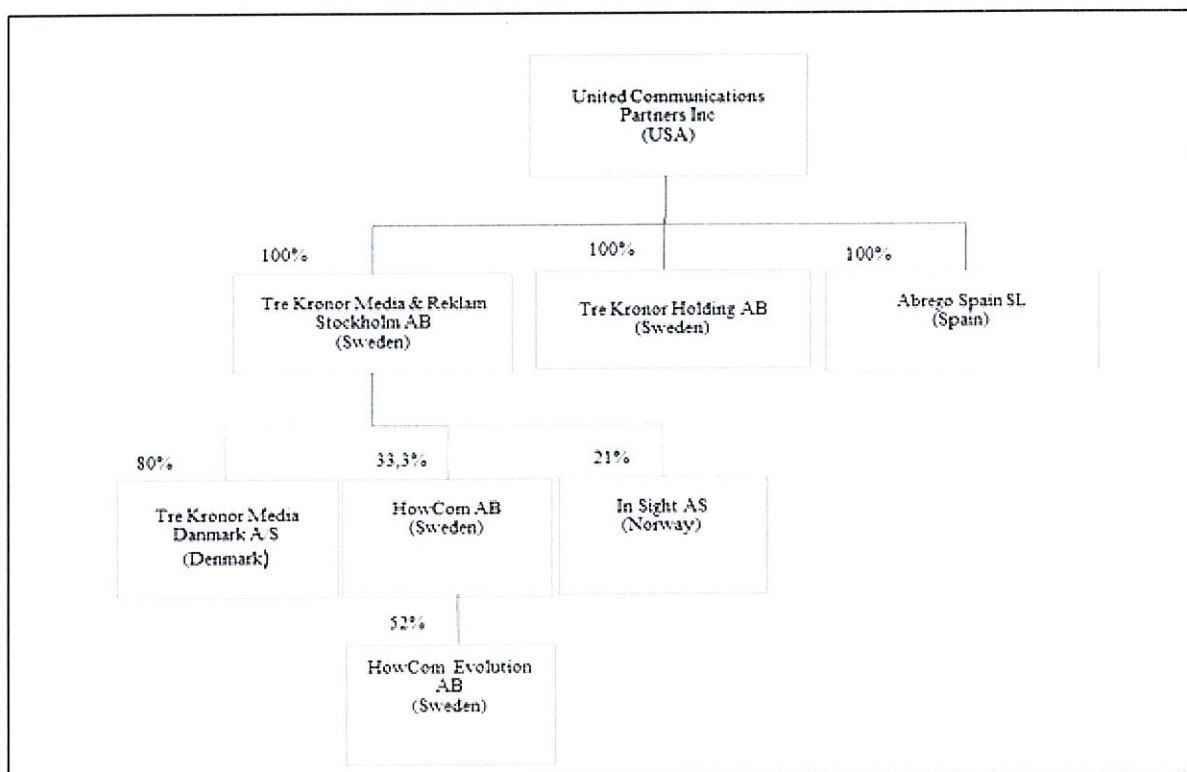 United Communications
Partners Inc
(USA)
100%
100%
100%
Tre Kronor Media & Reklam
Stockholm AB
(Sweden)
Tre Kronor Holding AB
(Sweden)
Abrego Spain SL
(Spain)
80%
33,3%
21%
Tre Kronor Media
Danmark A S
(Denmark)
HowCom AB
(Sweden)
In Sight AS
(Norway)
52%
HowCom Evolution
AB
(Sweden)